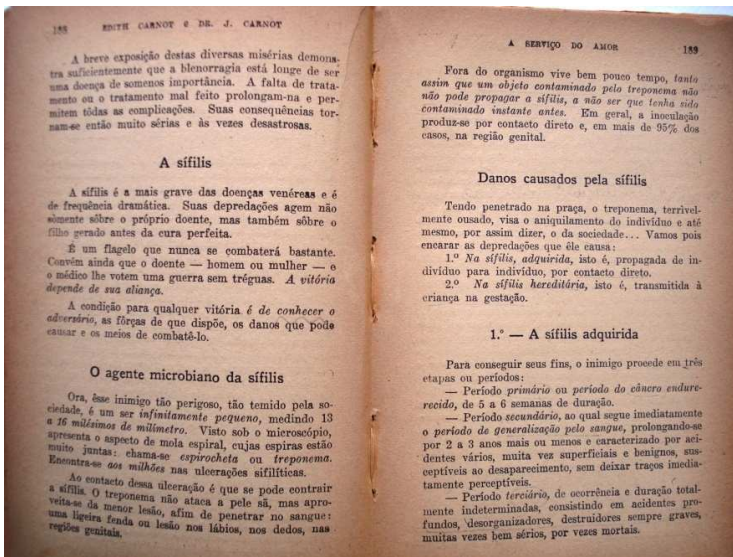 188 EDITH CARNOT e DR. J. CARNOT
A breve exposição destas diversas misérias demons-
tra suficientemente que a blenorragia está longe de ser
uma doença de somenos importância. A falta de trata-
mento ou o tratamento mal feito prolongam-na e per-
mitem tôdas as complicações. Suas consequências tor-
nam-se então muito sérias e às vezes desastrosas.
A sífilis
A sífilis é a mais grave das doenças venéreas e é
de frequência dramática. Suas depredações agem não
sòmente sôbre o próprio doente, mas também sôbre o
filho gerado antes da cura perfeita.
É um flagelo que nunca se combaterá bastante.
Convém ainda que o doente — homem ou mulher — e
o médico lhe votem uma guerra sem tréguas. A vitória
depende de sua aliança.
A condição para qualquer vitória é de conhecer o
adversário, as fôrças de que dispõe, os danos que pode
causar e os meios de combatê-lo.
O agente microbiano da sífilis
Ora, êsse inimigo tão perigoso, tão temido pela so-
ciedade, é um ser infinitamente pequeno, medindo 13
a 16 milésimos de milímetro. Visto sob o microscópio,
apresenta o aspecto de mola espiral, cujas espiras estão
muito juntas: chama-se espirocheta ou treponema.
Encontra-se aos milhões nas ulcerações sifilíticas.
Ao contacto dessa ulceração é que se pode contrair
a sífilis. O treponema não ataca a pele sã, mas apro-
veita-se da menor lesão, afim de penetrar no sangue:
uma ligeira fenda ou lesão nos lábios, nos dedos, nas
regiões genitais.
A SERVIÇO DO AMOR 189
Fora do organismo vive bem pouco tempo, tanto
assim que um objeto contaminado pelo treponema não
não pode propagar a sífilis, a não ser que tenha sido
contaminado instante antes. Em geral, a inoculação
produz-se por contacto direto e, em mais de 95% dos
casos, na região genital.
Danos causados pela sífilis
Tendo penetrado na praça, o treponema, terrivel-
mente ousado, visa o aniquilamento do indivíduo e até
mesmo, por assim dizer, o da sociedade... Vamos pois
encarar as depredações que êle causa:
1.º Na sífilis, adquirida, isto é, propagada de in-
divíduo para indivíduo, por contacto direto.
2.º Na sífilis hereditária, isto é, transmitida à
criança na gestação.
1.º — A sífilis adquirida
Para conseguir seus fins, o inimigo procede em três
etapas ou períodos:
— Período primário ou período do câncro endure-
recido, de 5 a 6 semanas de duração.
— Período secundário, ao qual segue imediatamente
o período de generalização pelo sangue, prolongando-se
por 2 a 3 anos mais ou menos e caracterizado por aci-
dentes vários, muita vez superficiais e benignos, sus-
ceptíveis ao desaparecimento, sem deixar traços imedia-
tamente perceptíveis.
— Período terciário, de ocorrência e duração total-
mente indeterminadas, consistindo em acidentes pro-
fundos, desorganizadores, destruidores sempre graves,
muitas vezes bem sérios, por vezes mortais.